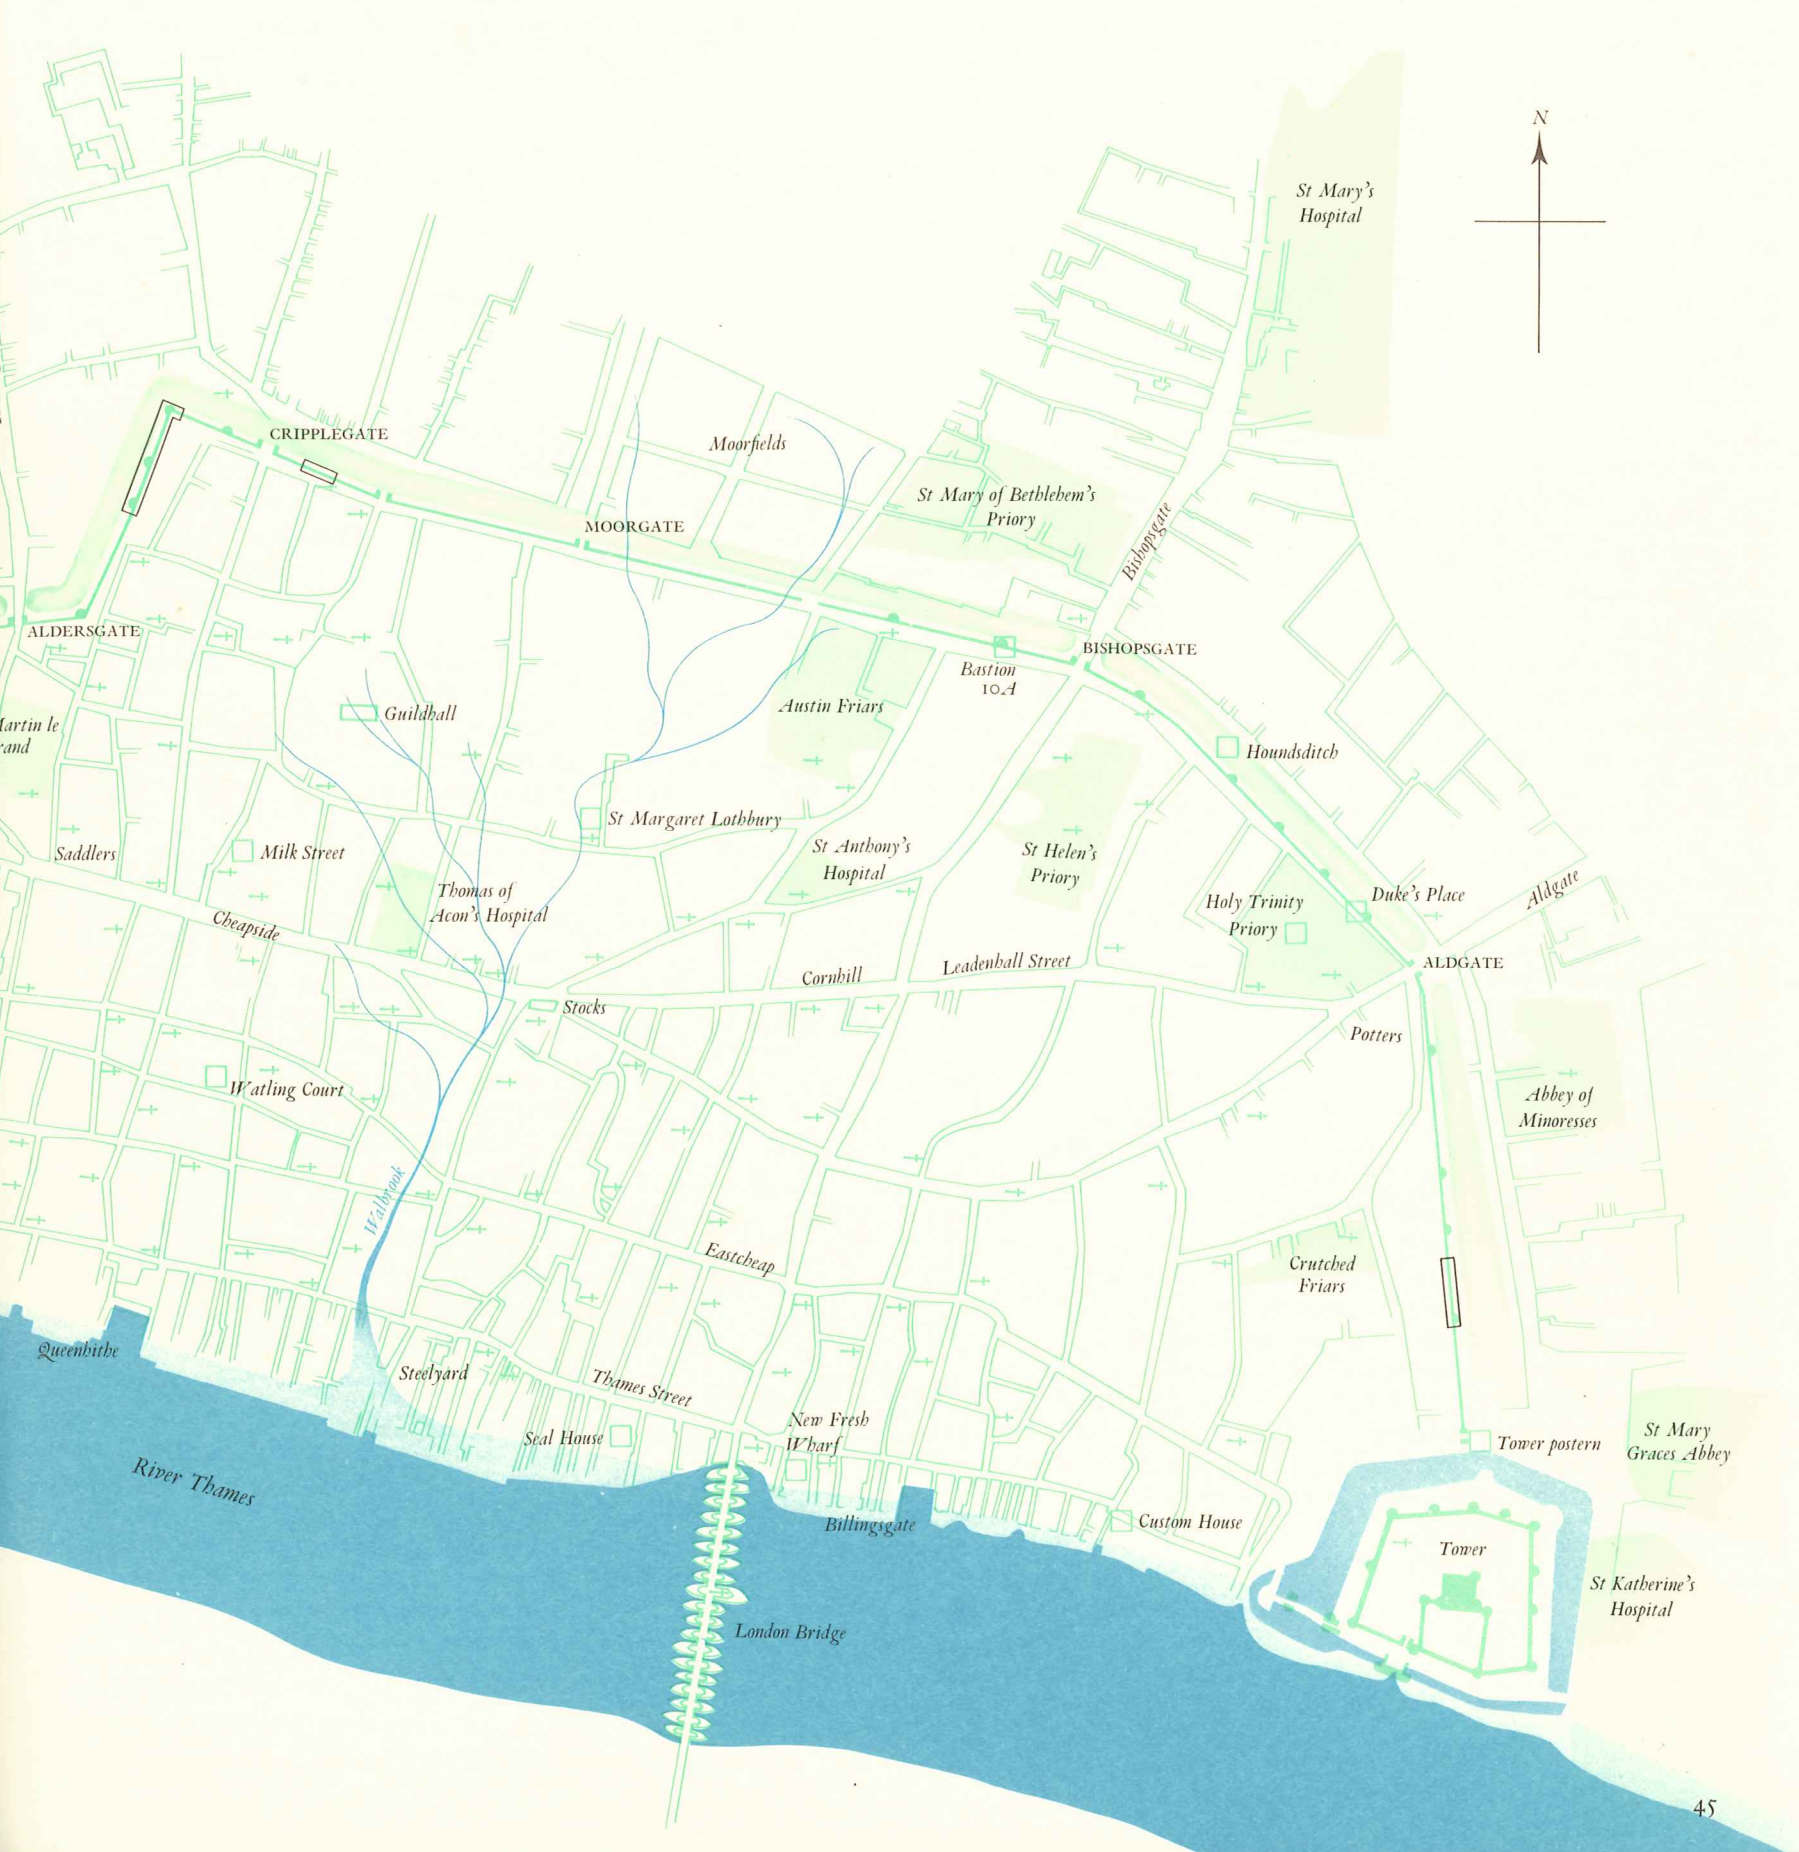 N
St Mary's
Hospital
CRIPPLEGATE
Moorfields
St Mary of Bethlehem's
Priory
MOORGATE
Bishopsgate
ALDERSGATE
BISHOPSGATE
Bastion
10A
Austin Friars
Guildhall
artin le
rand
Houndsditch
St Margaret Lothbury
Saddlers
Milk Street
St Anthony's
Hospital
St Helen's
Priory
Thomas of
Acon's Hospital
Cheapside
Holy Trinity
Priory
Duke's Place
Aldgate
ALDGATE
Cornhill
Leadenhall Street
Stocks
Potters
Watling Court
Abbey of
Minoresses
Walbrook
Eastcheap
Crutched
Friars
Queenhithe
Steelyard
Thames Street
New Fresh
Wharf
Seal House
Tower postern
St Mary
Graces Abbey
River Thames
Billingsgate
Custom House
Tower
St Katherine's
Hospital
London Bridge
45